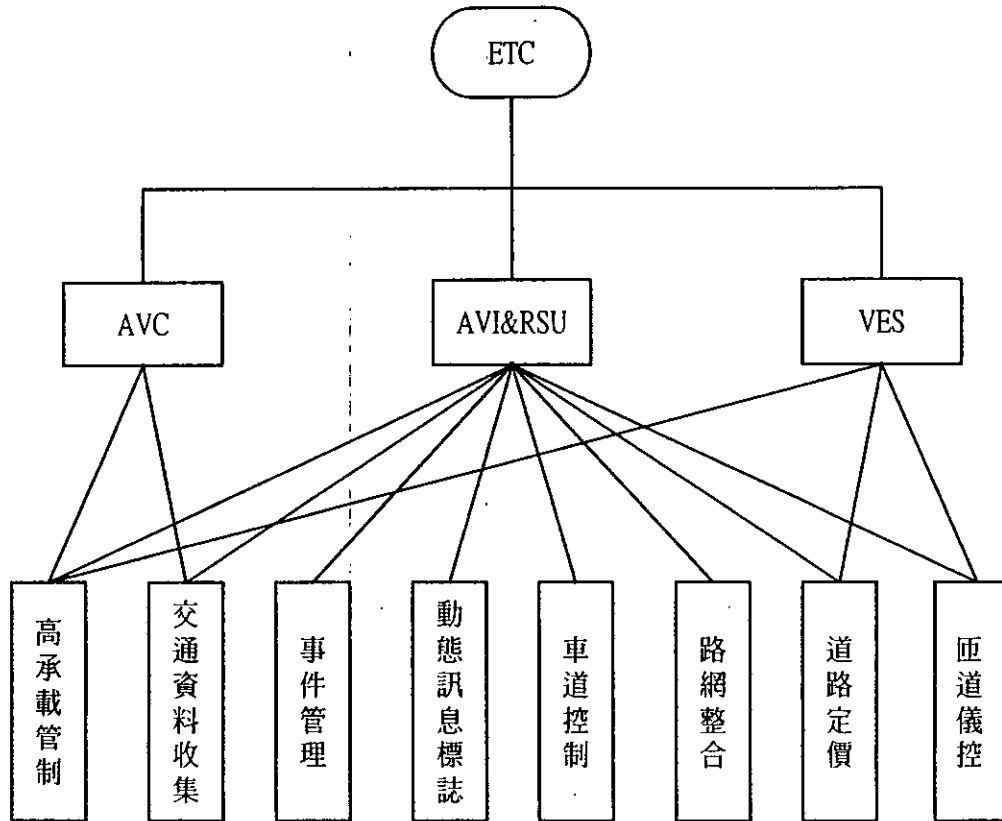 ETC
AVC
AVI&RSU
VES
高承載管制
交通資料收集
事件管理
動態訊息標誌
車道控制
路網整合
道路定價
匝道儀控